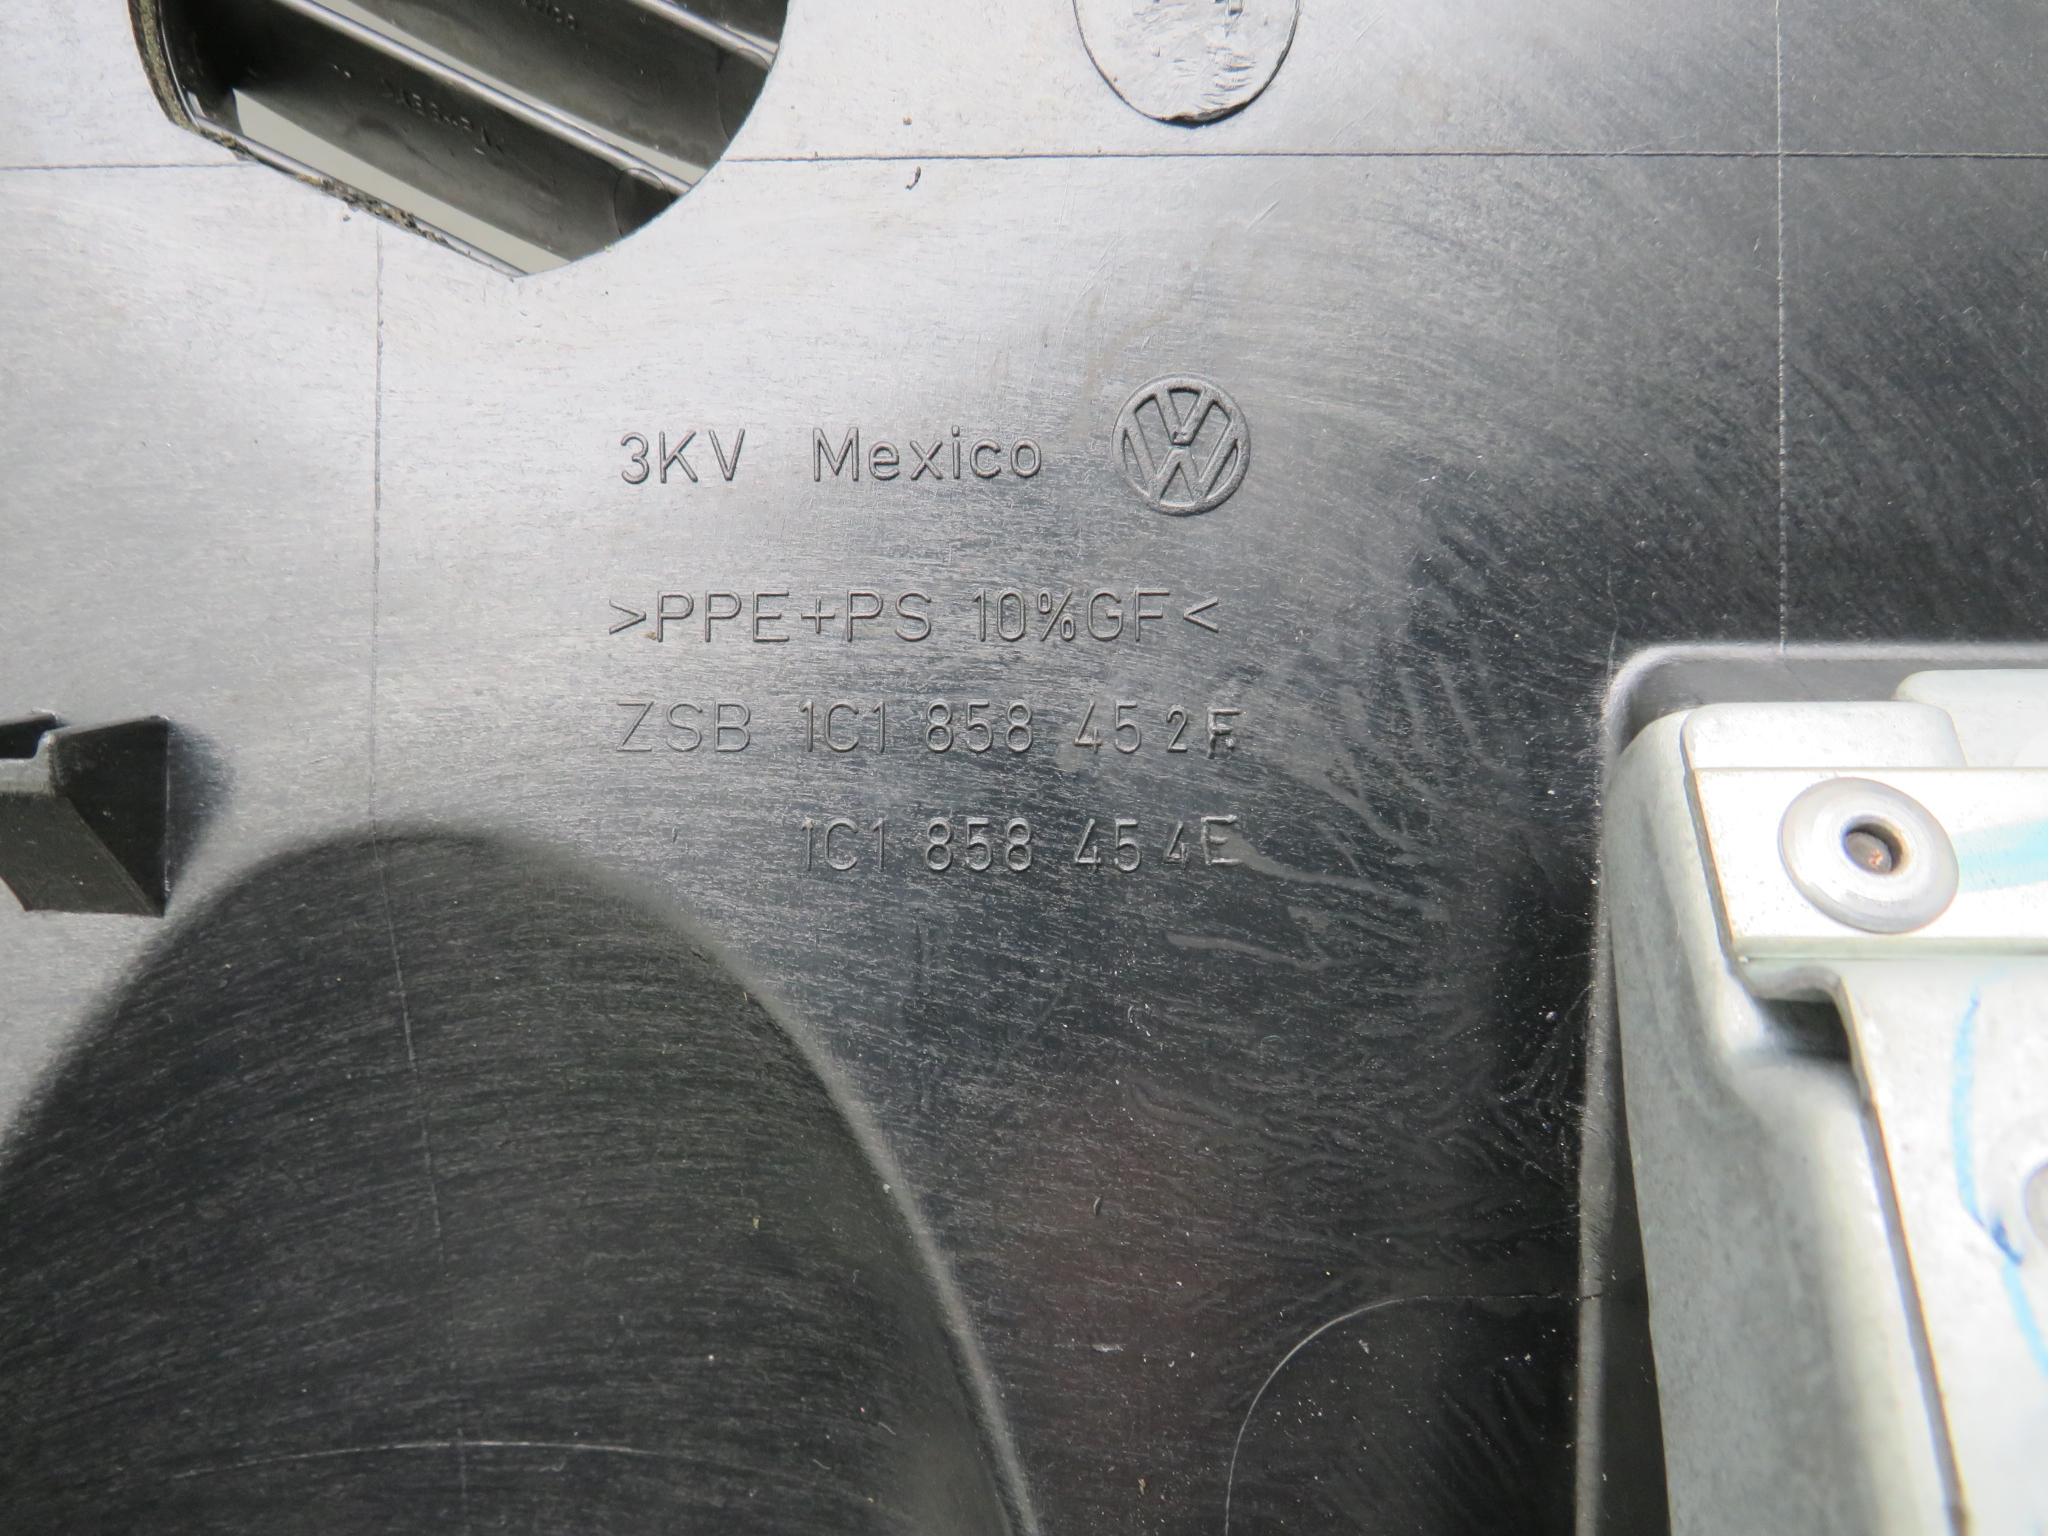 3KV Mexico
>PPE+PS 10%GF<
ZSB 1C1 858 452F
1C1 858 454E